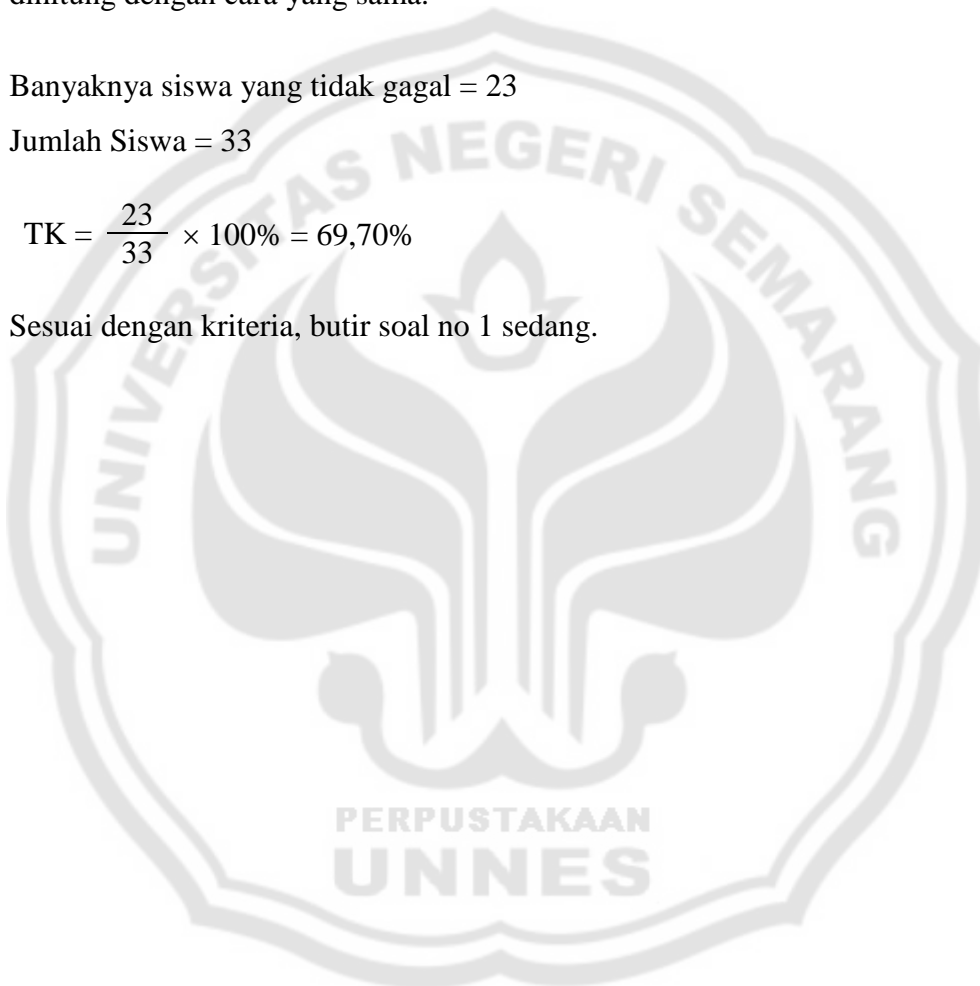 dihitung dengan cara yang sama.
Banyaknya siswa yang tidak gagal = 23
Jumlah Siswa = 33
TK = 23/33 × 100% = 69,70%
Sesuai dengan kriteria, butir soal no 1 sedang.
UNIVERSITAS NEGERI SEMARANG
PERPUSTAKAAN
UNNES